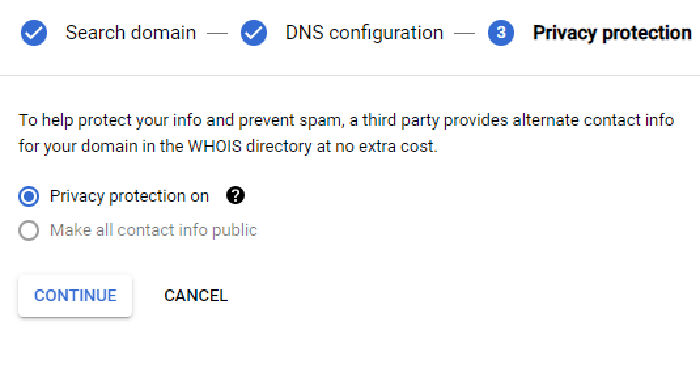 Search domain — DNS configuration — 3 Privacy protection
To help protect your info and prevent spam, a third party provides alternate contact info
for your domain in the WHOIS directory at no extra cost.
Privacy protection on ?
Make all contact info public
CONTINUE CANCEL